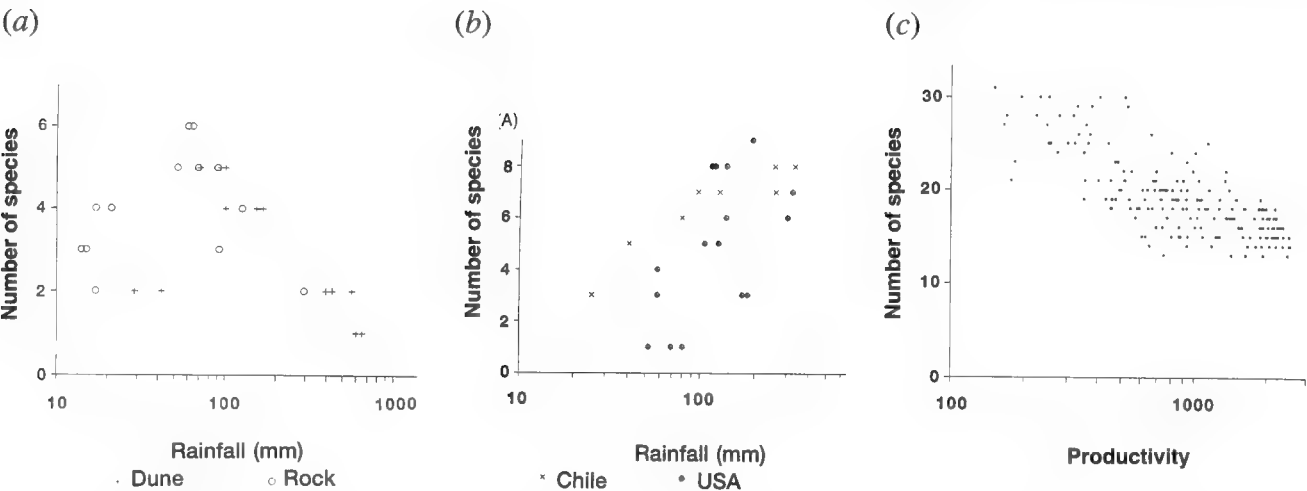 (a)
Number of species
6
4
2
0
10
100
1000
Rainfall (mm)
Dune
Rock
(b)
(A)
Number of species
8
6
4
2
0
10
100
Rainfall (mm)
× Chile
USA
(c)
Number of species
30
20
10
0
100
1000
Productivity